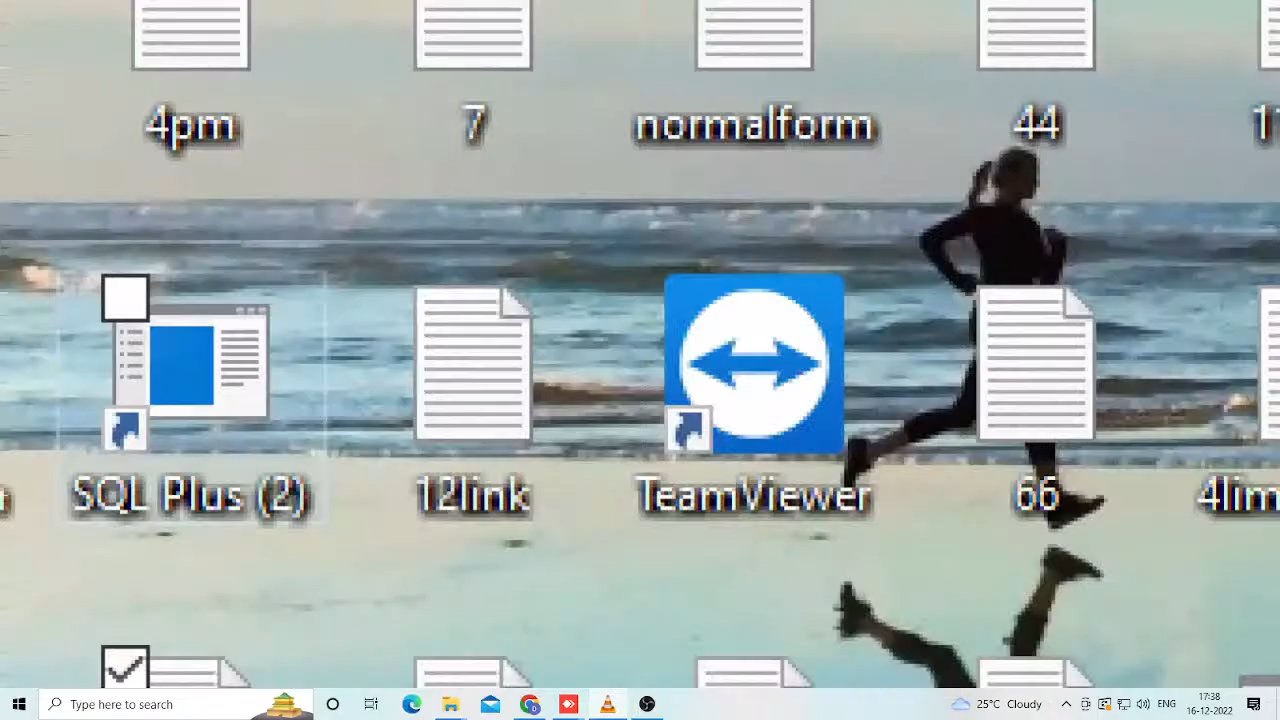 4pm
7
normalform
44
SQL Plus (2)
12link
TeamViewer
66
4lim
Type here to search
25°C Cloudy
ENG
17:38
16-12-2022